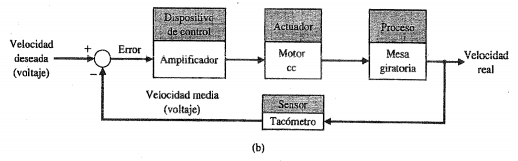 Velocidad
deseada
(voltaje)
+
−
Error
Dispositivo
de control
Amplificador
Actuador
Motor
cc
Proceso
Mesa
giratoria
Velocidad
real
Velocidad media
(voltaje)
Sensor
Tacómetro
(b)